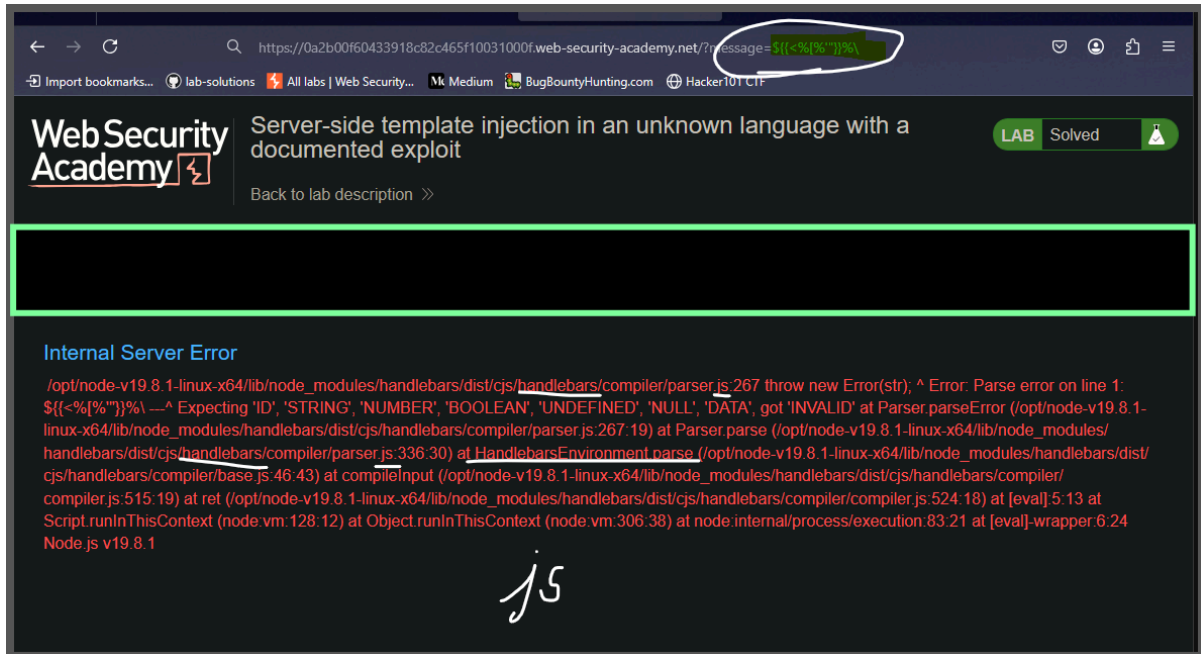 https://0a2b00f60433918c82c465f10031000f.web-security-academy.net/?message=${{<%[%'"}}%\
Import bookmarks... lab-solutions All labs | Web Security... Medium BugBountyHunting.com Hacker101 CTF
WebSecurity Academy
Server-side template injection in an unknown language with a
documented exploit
LAB Solved
Back to lab description >>
Internal Server Error
/opt/node-v19.8.1-linux-x64/lib/node_modules/handlebars/dist/cjs/handlebars/compiler/parser.js:267 throw new Error(str); ^ Error: Parse error on line 1:
${{<%[%'"}}%\ ---^ Expecting 'ID', 'STRING', 'NUMBER', 'BOOLEAN', 'UNDEFINED', 'NULL', 'DATA', got 'INVALID' at Parser.parseError (/opt/node-v19.8.1-
linux-x64/lib/node_modules/handlebars/dist/cjs/handlebars/compiler/parser.js:267:19) at Parser.parse (/opt/node-v19.8.1-linux-x64/lib/node_modules/
handlebars/dist/cjs/handlebars/compiler/parser.js:336:30) at HandlebarsEnvironment.parse (/opt/node-v19.8.1-linux-x64/lib/node_modules/handlebars/dist/
cjs/handlebars/compiler/base.js:46:43) at compileInput (/opt/node-v19.8.1-linux-x64/lib/node_modules/handlebars/dist/cjs/handlebars/compiler/
compiler.js:515:19) at ret (/opt/node-v19.8.1-linux-x64/lib/node_modules/handlebars/dist/cjs/handlebars/compiler/compiler.js:524:18) at [eval]:5:13 at
Script.runInThisContext (node:vm:128:12) at Object.runInThisContext (node:vm:306:38) at node:internal/process/execution:83:21 at [eval]-wrapper:6:24
Node.js v19.8.1
js